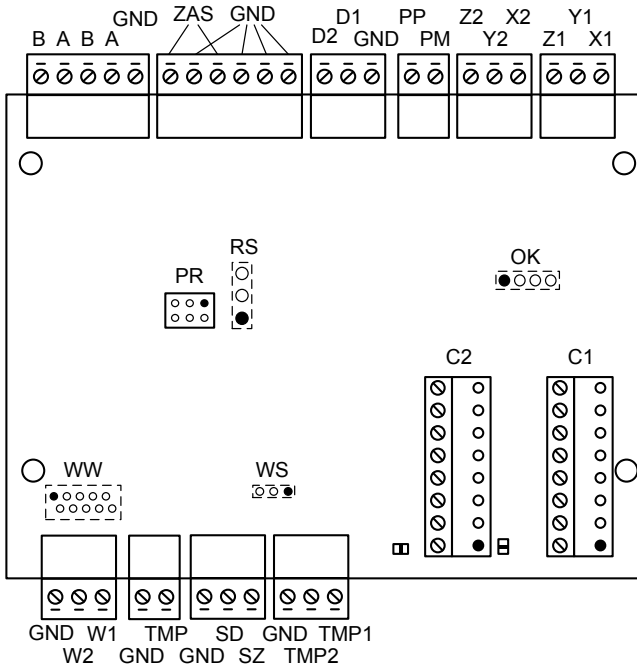 GND ZAS GND D1 PP Z2 X2 Y1
B A B A D2 GND PM Y2 Z1 X1
RS
PR OK
C2 C1
WW WS
GND W1 TMP SD GND TMP1
W2 GND GND SZ TMP2